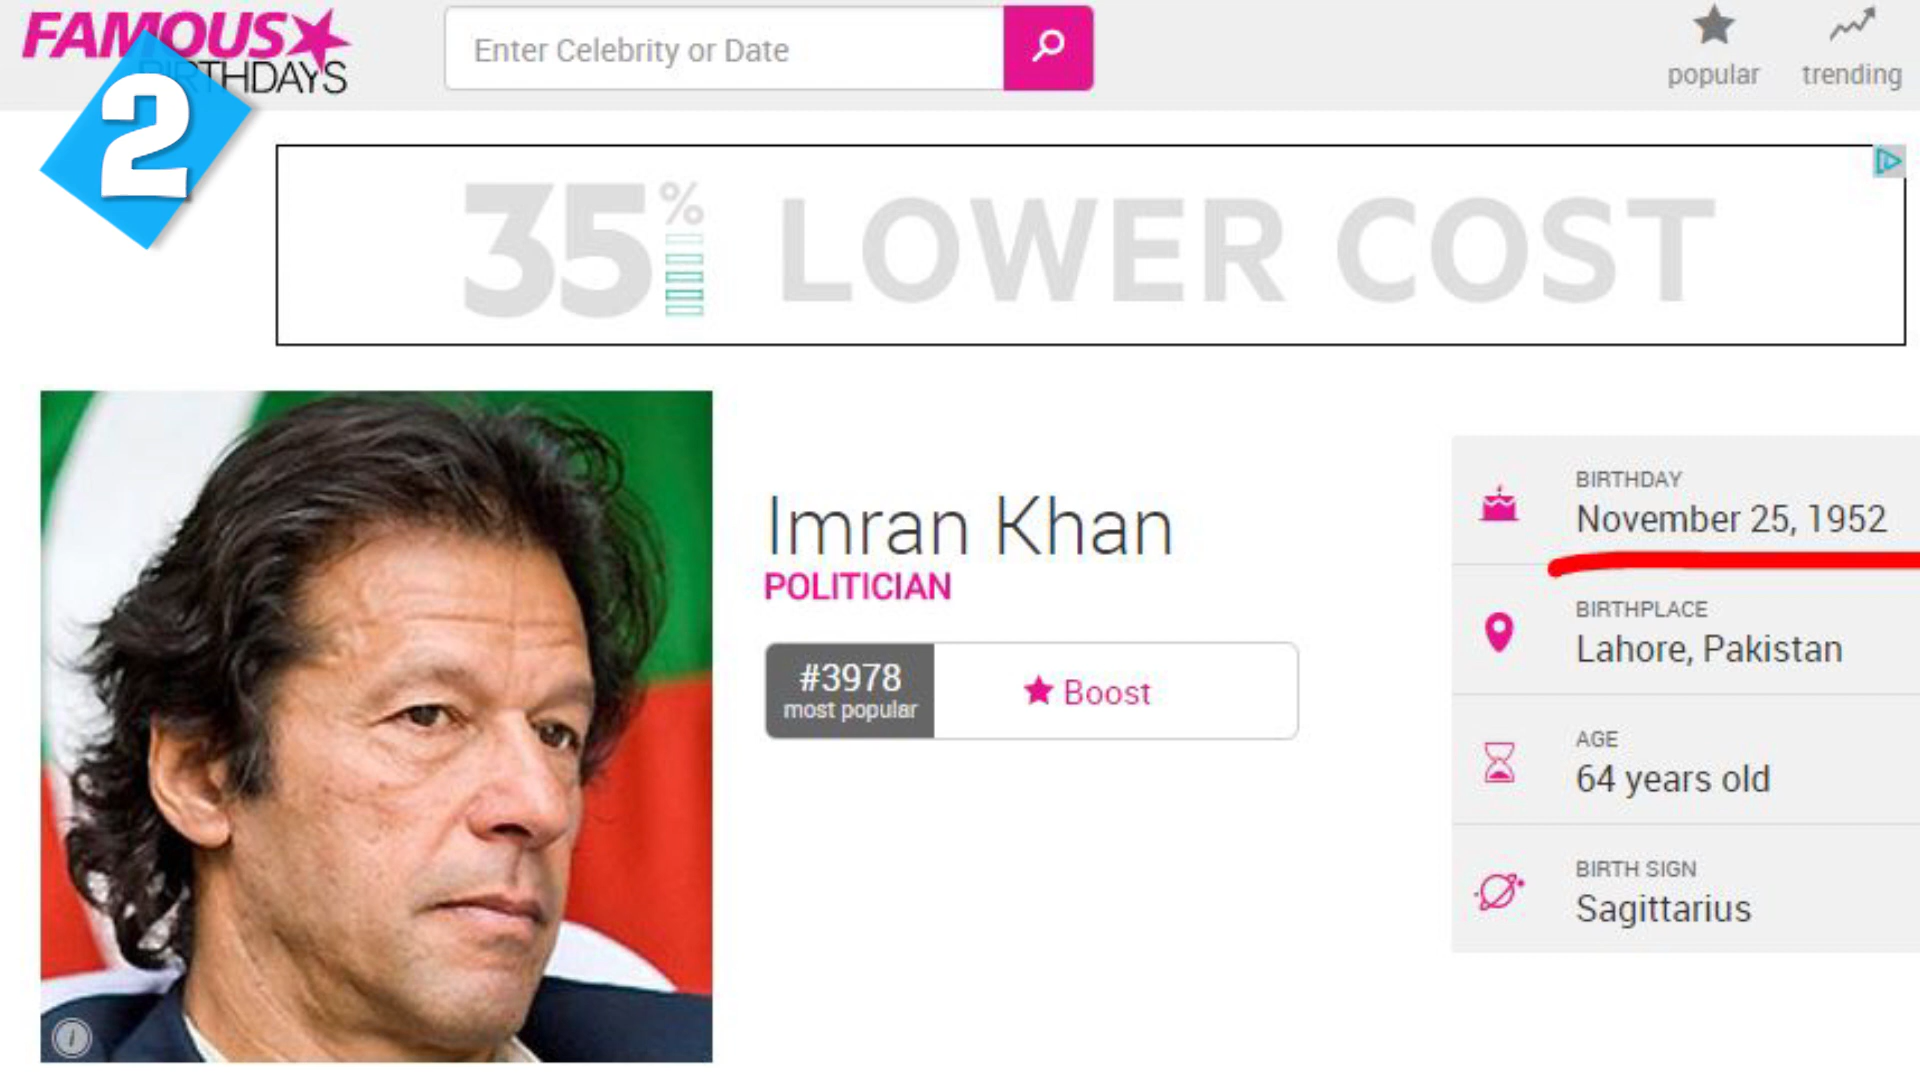 FAMOUS
BIRTHDAYS
2
Enter Celebrity or Date
popular
trending
35% LOWER COST
Imran Khan
POLITICIAN
#3978
most popular
Boost
BIRTHDAY
November 25, 1952
BIRTHPLACE
Lahore, Pakistan
AGE
64 years old
BIRTH SIGN
Sagittarius
i